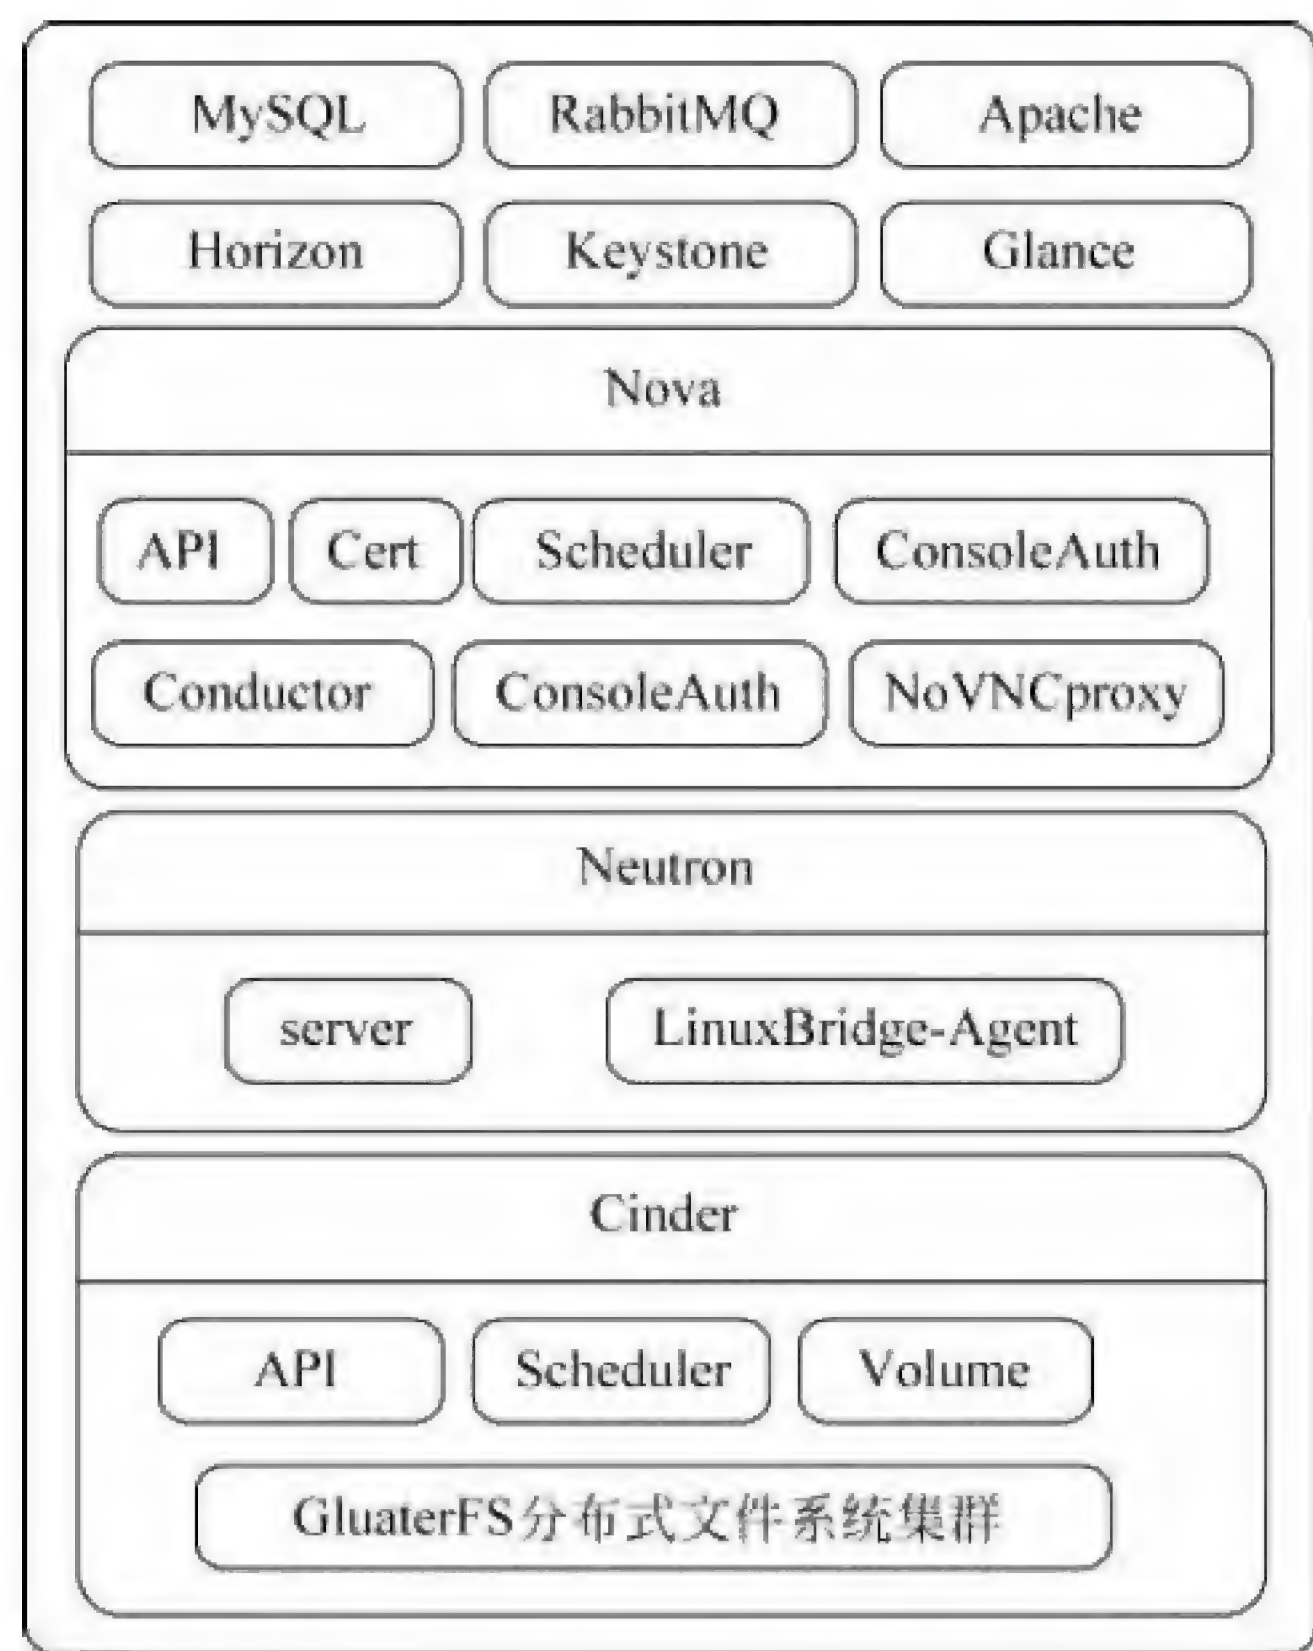 MySQL RabbitMQ Apache
Horizon Keystone Glance
Nova
API Cert Scheduler ConsoleAuth
Conductor ConsoleAuth NoVNCproxy
Neutron
server LinuxBridge-Agent
Cinder
API Scheduler Volume
GluaterFS分布式文件系统集群